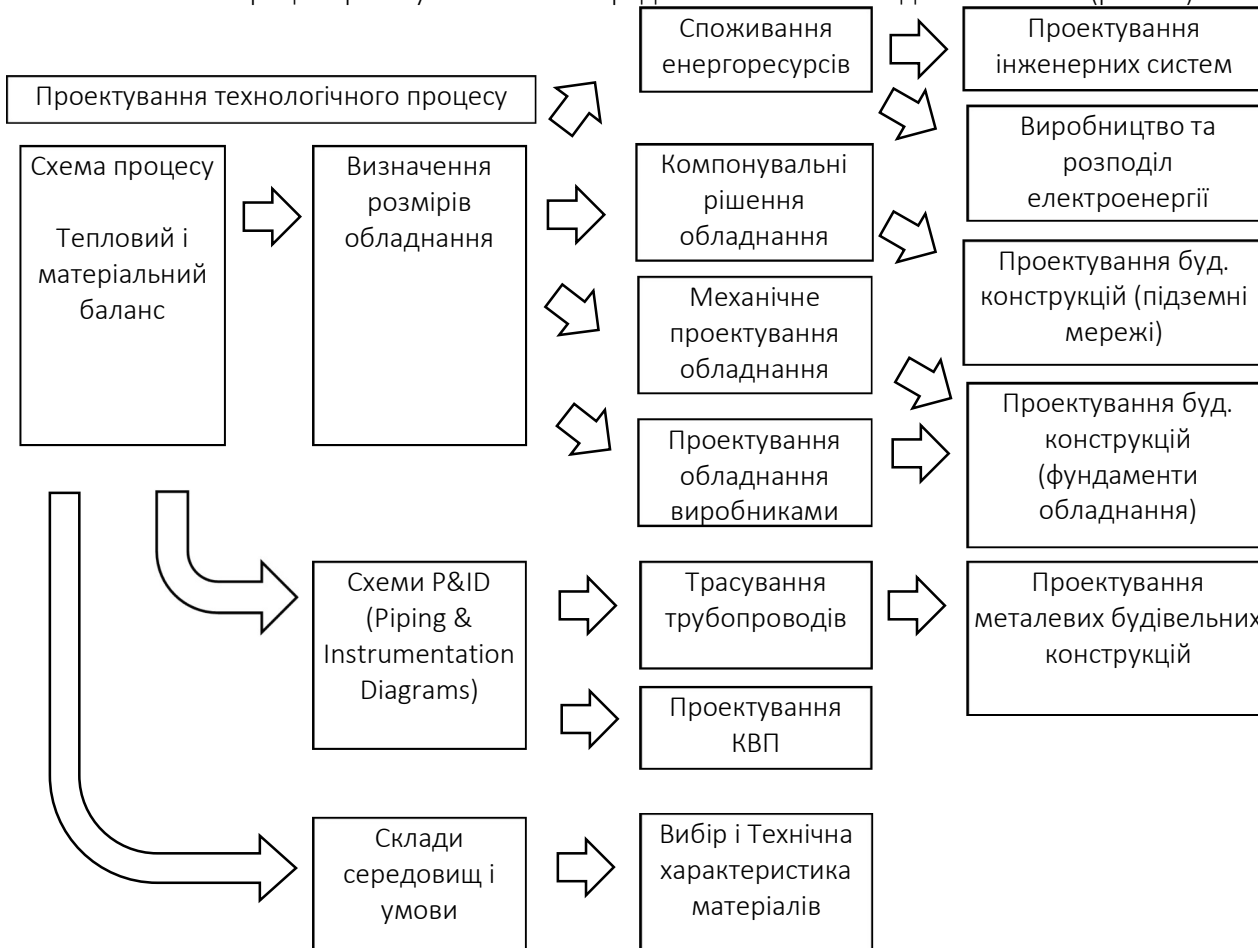 Споживання
енергоресурсів
Проектування
інженерних систем
Проектування технологічного процесу
Виробництво та
розподіл
електроенергії
Схема процесу
Тепловий і
матеріальний
баланс
Визначення
розмірів
обладнання
Компонувальні
рішення
обладнання
Проектування буд.
конструкцій (підземні
мережі)
Механічне
проектування
обладнання
Проектування буд.
конструкцій
(фундаменти
обладнання)
Проектування
обладнання
виробниками
Схеми P&ID
(Piping &
Instrumentation
Diagrams)
Трасування
трубопроводів
Проектування
металевих будівельних
конструкцій
Проектування
КВП
Склади
середовищ і
умови
Вибір і Технічна
характеристика
матеріалів